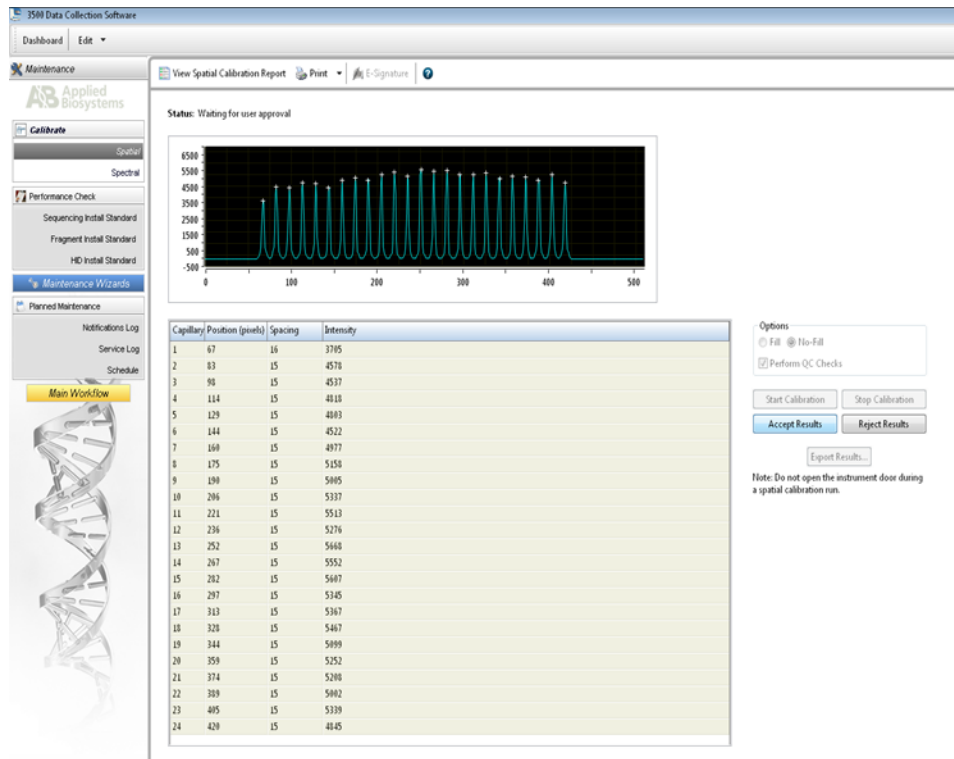 3500 Data Collection Software
Dashboard Edit
Maintenance
View Spatial Calibration Report Print E-Signature
AB Applied Biosystems
Status: Waiting for user approval
Calibrate
Spatial
Spectral
Performance Check
Sequencing Install Standard
Fragment Install Standard
HID Install Standard
Maintenance Wizards
Planned Maintenance
Notifications Log
Service Log
Schedule
Main Workflow
6500
5500
4500
3500
2500
1500
500
-500
0 100 200 300 400 500
Capillary Position (pixels) Spacing Intensity
1 67 16 3705
2 83 15 4578
3 98 15 4537
4 114 15 4818
5 129 15 4803
6 144 15 4522
7 160 15 4977
8 175 15 5158
9 190 15 5005
10 206 15 5337
11 221 15 5513
12 236 15 5276
13 252 15 5668
14 267 15 5552
15 282 15 5607
16 297 15 5345
17 313 15 5367
18 328 15 5467
19 344 15 5099
20 359 15 5252
21 374 15 5208
22 389 15 5002
23 405 15 5339
24 420 15 4845
Options
Fill No-Fill
Perform QC Checks
Start Calibration Stop Calibration
Accept Results Reject Results
Export Results...
Note: Do not open the instrument door during
a spatial calibration run.